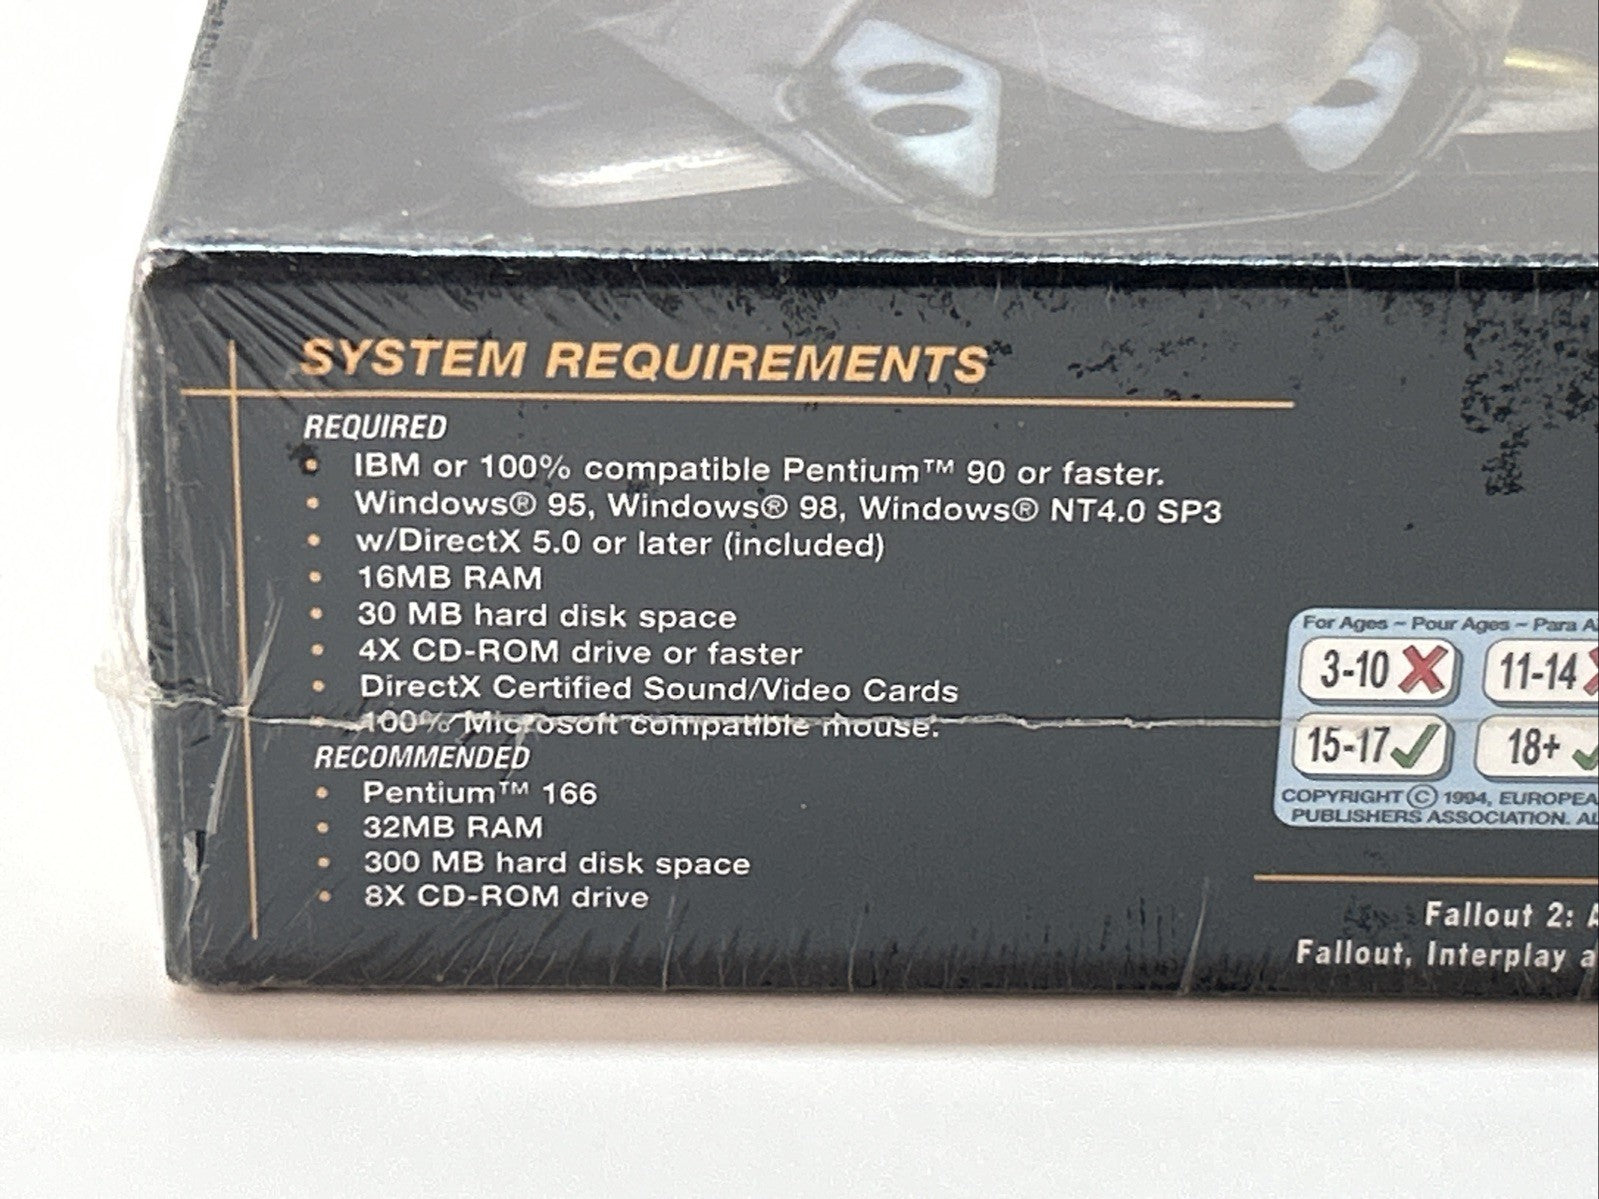 SYSTEM REQUIREMENTS
REQUIRED
• IBM or 100% compatible Pentium™ 90 or faster.
• Windows® 95, Windows® 98, Windows® NT4.0 SP3
• w/DirectX 5.0 or later (included)
• 16MB RAM
• 30 MB hard disk space
• 4X CD-ROM drive or faster
• DirectX Certified Sound/Video Cards
• 100% Microsoft compatible mouse.
RECOMMENDED
• Pentium™ 166
• 32MB RAM
• 300 MB hard disk space
• 8X CD-ROM drive
For Ages ~ Pour Ages ~ Para
3-10 11-14
15-17 18+
COPYRIGHT © 1994,
PUBLISHERS ASSOCIATION.
Fallout 2:
Fallout, Interplay